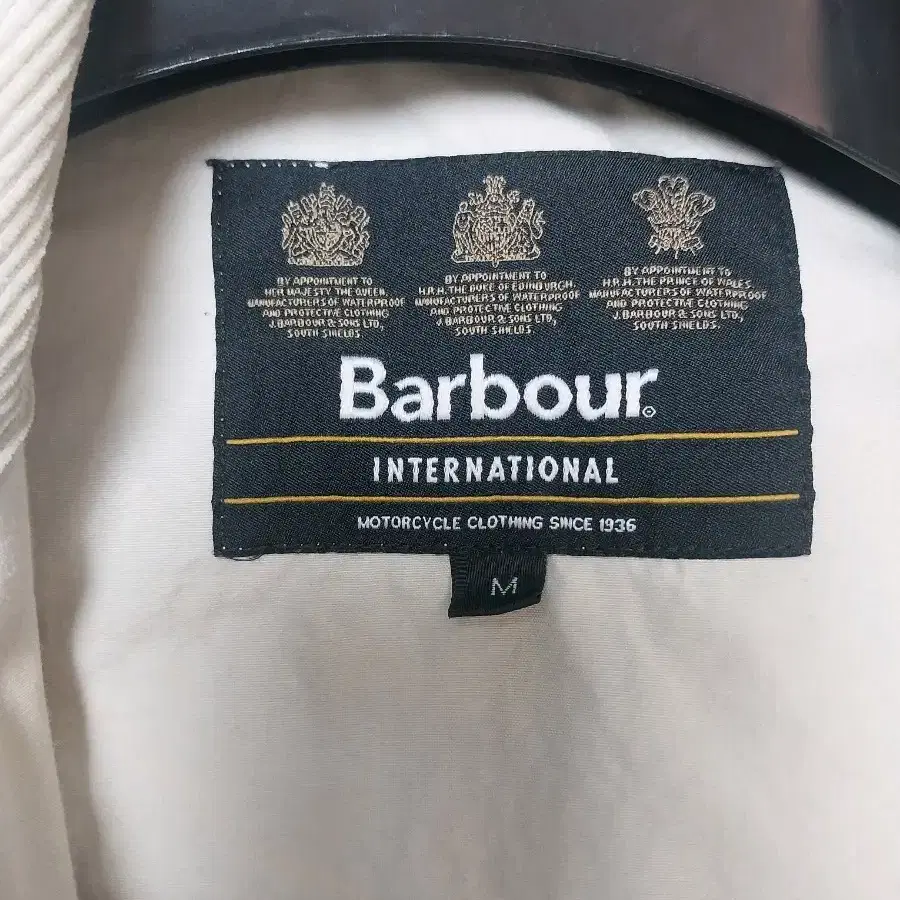 BY APPOINTMENT TO
HER MAJESTY THE QUEEN,
MANUFACTURERS OF WATERPROOF
AND PROTECTIVE CLOTHING
J.BARBOUR & SONS LTD,
SOUTH SHIELDS.
BY APPOINTMENT TO
H.R.H. THE DUKE OF EDINBURGH,
MANUFACTURERS OF WATERPROOF
AND PROTECTIVE CLOTHING
J.BARBOUR & SONS LTD,
SOUTH SHIELDS.
BY APPOINTMENT TO
H.R.H. THE PRINCE OF WALES
MANUFACTURERS OF WATERPROOF
AND PROTECTIVE CLOTHING
J.BARBOUR & SONS LTD,
SOUTH SHIELDS.
Barbour
INTERNATIONAL
MOTORCYCLE CLOTHING SINCE 1936
M